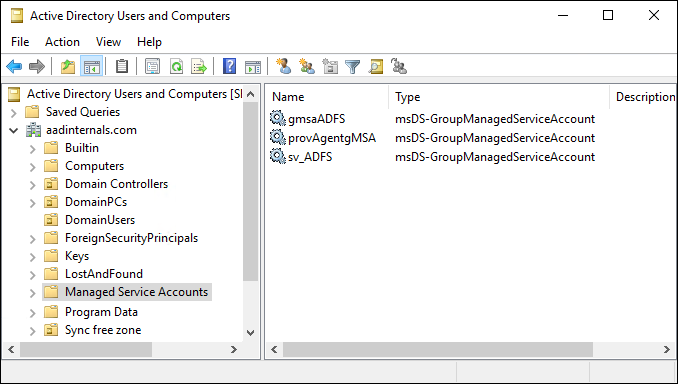 Active Directory Users and Computers
File Action View Help
Active Directory Users and Computers [S
Saved Queries
aadinternals.com
Builtin
Computers
Domain Controllers
DomainPCs
DomainUsers
ForeignSecurityPrincipals
Keys
LostAndFound
Managed Service Accounts
Program Data
Sync free zone
Name Type Description
gmsaADFS msDS-GroupManagedServiceAccount
provAgentgMSA msDS-GroupManagedServiceAccount
sv_ADFS msDS-GroupManagedServiceAccount